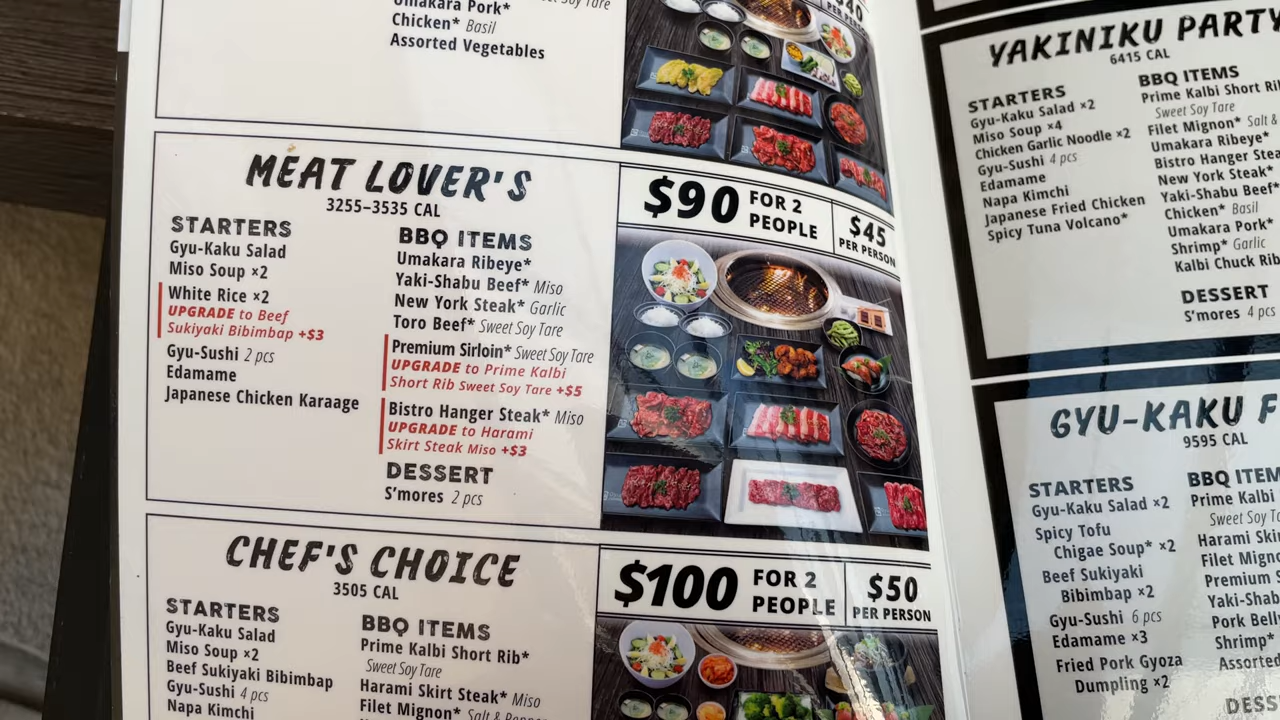 Umakara Pork*
Chicken* Basil
Assorted Vegetables
MEAT LOVER'S
3255–3535 CAL
STARTERS
Gyu-Kaku Salad
Miso Soup ×2
White Rice ×2
UPGRADE to Beef
Sukiyaki Bibimbap +$3
Gyu-Sushi 2 pcs
Edamame
Japanese Chicken Karaage
BBQ ITEMS
Umakara Ribeye*
Yaki-Shabu Beef* Miso
New York Steak* Garlic
Toro Beef* Sweet Soy Tare
Premium Sirloin* Sweet Soy Tare
UPGRADE to Prime Kalbi
Short Rib Sweet Soy Tare +$5
Bistro Hanger Steak* Miso
UPGRADE to Harami
Skirt Steak Miso +$3
DESSERT
S'mores 2 pcs
$90 FOR 2
PEOPLE
$45
PER PERSON
CHEF'S CHOICE
3505 CAL
STARTERS
Gyu-Kaku Salad
Miso Soup ×2
Beef Sukiyaki Bibimbap
Gyu-Sushi 4 pcs
Napa Kimchi
BBQ ITEMS
Prime Kalbi Short Rib*
Sweet Soy Tare
Harami Skirt Steak* Miso
Filet Mignon* Salt &
$100 FOR 2
PEOPLE
$50
PER PERSON
YAKINIKU PARTY
6415 CAL
STARTERS
Gyu-Kaku Salad ×2
Miso Soup ×4
Chicken Garlic Noodle ×2
Gyu-Sushi 4 pcs
Edamame
Napa Kimchi
Japanese Fried Chicken
Spicy Tuna Volcano*
BBQ ITEMS
Prime Kalbi Short Rib
Sweet Soy Tare
Filet Mignon* Salt &
Umakara Ribeye*
Bistro Hanger Stea
New York Steak*
Yaki-Shabu Beef*
Chicken* Basil
Umakara Pork*
Shrimp* Garlic
Kalbi Chuck Rib
DESSERT
S'mores 4 pcs
GYU-KAKU F
9595 CAL
STARTERS
Gyu-Kaku Salad ×2
Spicy Tofu
Chigae Soup* ×2
Beef Sukiyaki
Bibimbap ×2
Gyu-Sushi 6 pcs
Edamame ×3
Fried Pork Gyoza
Dumpling ×2
BBQ ITEM
Prime Kalbi
Sweet Soy Ta
Harami Skir
Filet Migno
Premium S
Yaki-Shab
Pork Bell
Shrimp*
Assorted
DESS